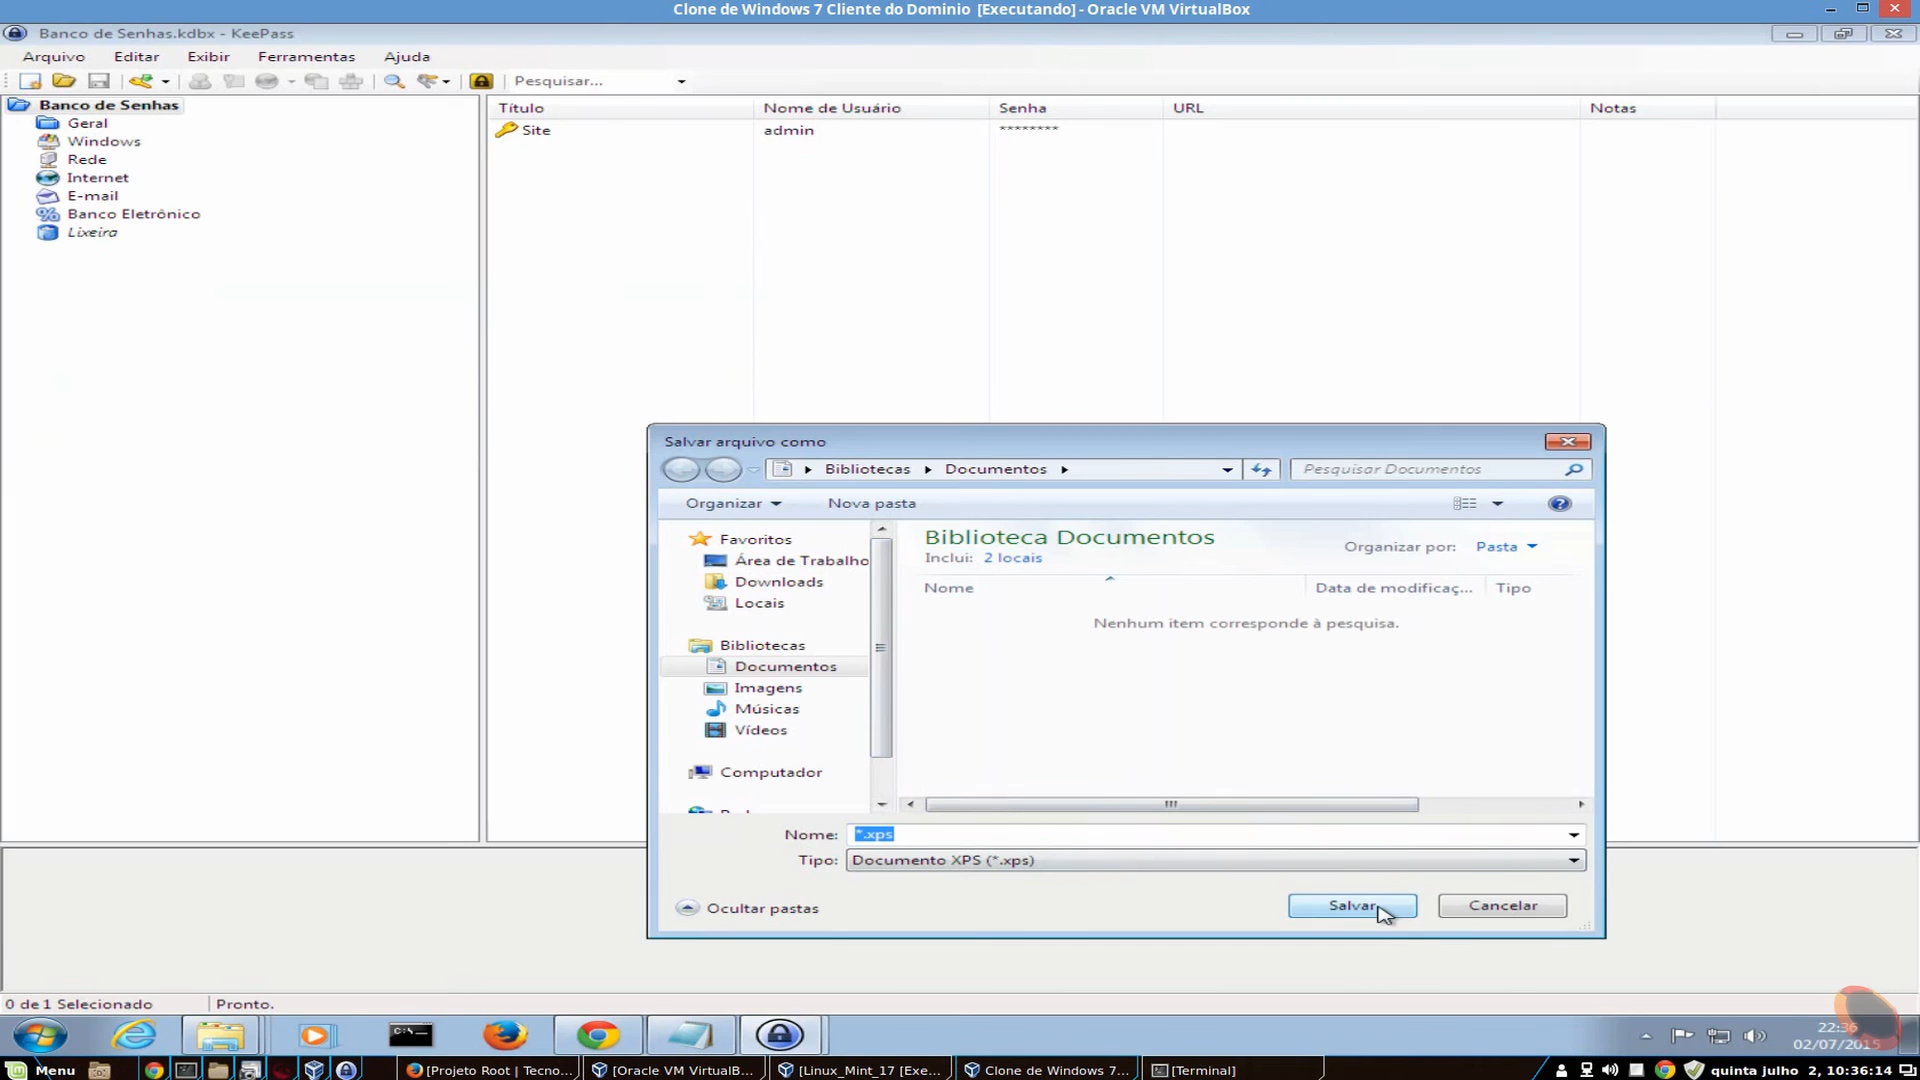 Clone de Windows 7 Cliente do Dominio [Executando] - Oracle VM VirtualBox
Banco de Senhas.kdbx - KeePass
Arquivo Editar Exibir Ferramentas Ajuda
Pesquisar...
Banco de Senhas
Geral
Windows
Rede
Internet
E-mail
Banco Eletrônico
Lixeira
Título Nome de Usuário Senha URL Notas
Site admin ********
Salvar arquivo como
Bibliotecas Documentos Pesquisar Documentos
Organizar Nova pasta
Favoritos
Área de Trabalho
Downloads
Locais
Bibliotecas
Documentos
Imagens
Músicas
Vídeos
Computador
Biblioteca Documentos
Inclui: 2 locais
Organizar por: Pasta
Nome Data de modificaç... Tipo
Nenhum item corresponde à pesquisa.
Nome: *.xps
Tipo: Documento XPS (*.xps)
Ocultar pastas Salvar Cancelar
0 de 1 Selecionado Pronto.
C:\
22:36
02/07/2015
Menu [Projeto Root | Tecno... [Oracle VM VirtualB... [Linux_Mint_17 [Exe... Clone de Windows 7... [Terminal] quinta julho 2, 10:36:14